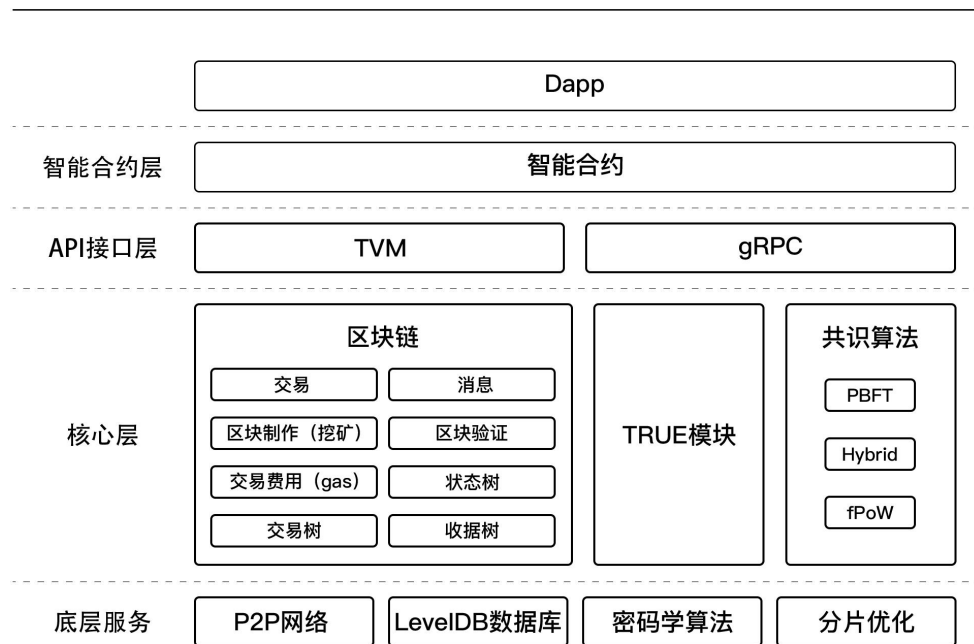 Dapp
智能合约层
智能合约
API接口层
TVM
gRPC
核心层
区块链
交易
消息
区块制作（挖矿）
区块验证
交易费用（gas）
状态树
交易树
收据树
TRUE模块
共识算法
PBFT
Hybrid
fPoW
底层服务
P2P网络
LevelDB数据库
密码学算法
分片优化